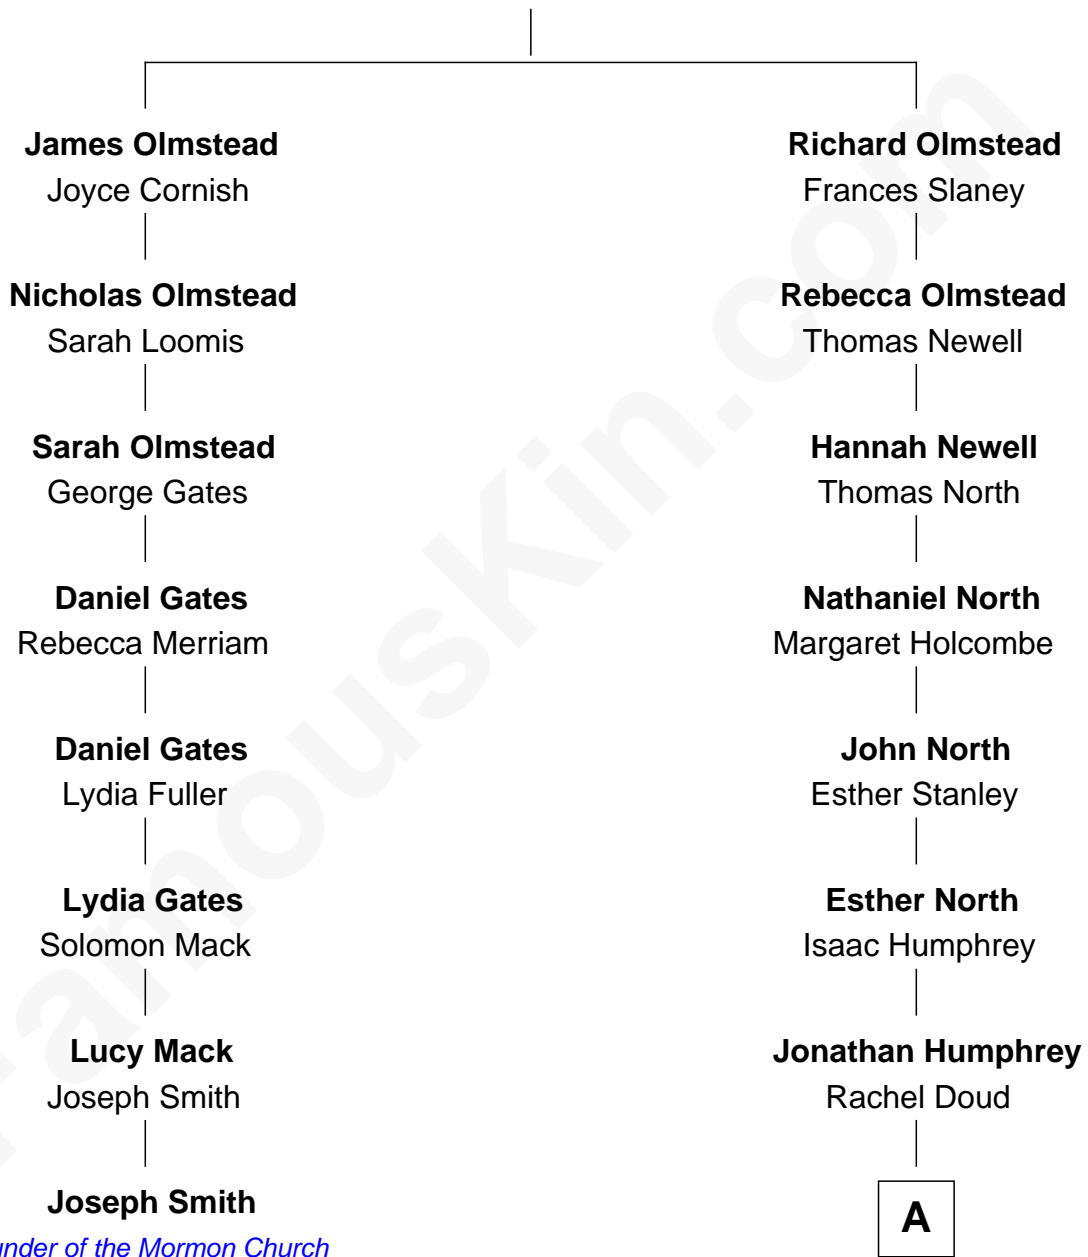 James Olmstead
Joyce Cornish
Richard Olmstead
Frances Slaney
Nicholas Olmstead
Sarah Loomis
Rebecca Olmstead
Thomas Newell
Sarah Olmstead
George Gates
Hannah Newell
Thomas North
Daniel Gates
Rebecca Merriam
Nathaniel North
Margaret Holcombe
Daniel Gates
Lydia Fuller
John North
Esther Stanley
Lydia Gates
Solomon Mack
Esther North
Isaac Humphrey
Lucy Mack
Joseph Smith
Jonathan Humphrey
Rachel Doud
Joseph Smith
under of the Mormon Church
A
FamousKin.com